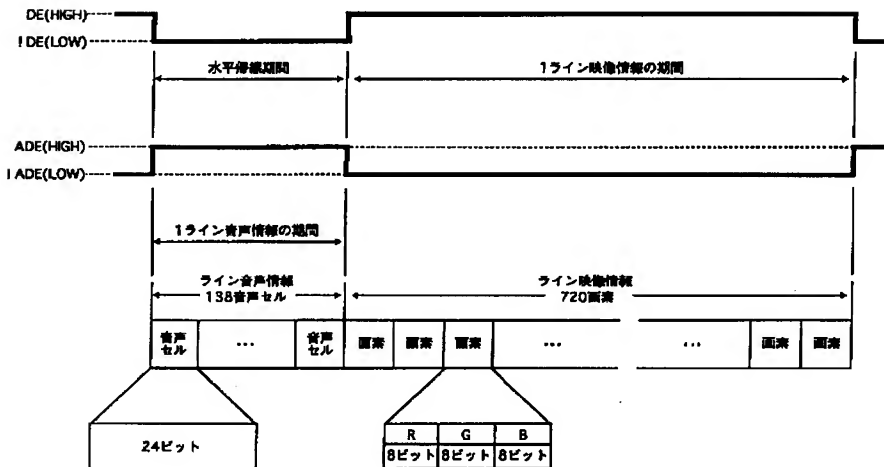 DE(HIGH)
! DE(LOW)
水平帰線期間
1ライン映像情報の期間
ADE(HIGH)
! ADE(LOW)
1ライン音声情報の期間
ライン音声情報
138音声セル
ライン映像情報
720画素
音声
セル
...
音声
セル
画素
画素
画素
...
...
画素
画素
24ビット
R
G
B
8ビット
8ビット
8ビット